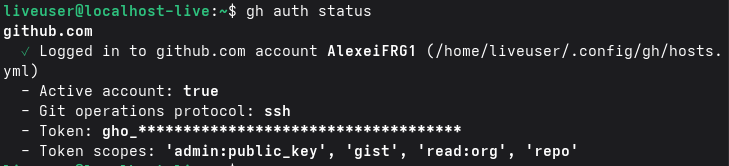 liveuser@localhost-live:~$ gh auth status
github.com
✓ Logged in to github.com account AlexeiFRG1 (/home/liveuser/.config/gh/hosts.
yml)
- Active account: true
- Git operations protocol: ssh
- Token: gho_************************************
- Token scopes: 'admin:public_key', 'gist', 'read:org', 'repo'